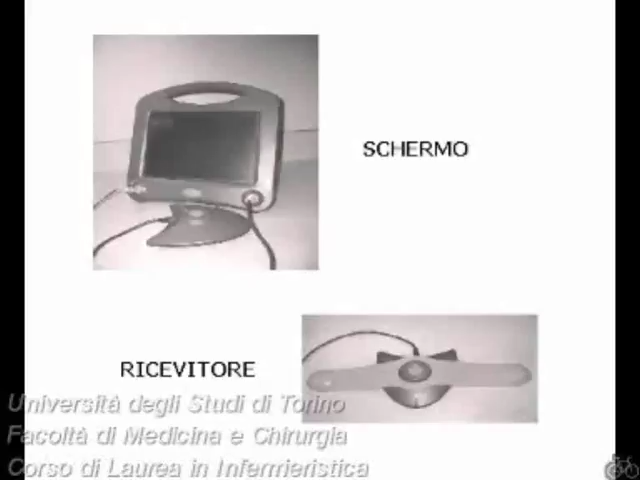 SCHERMO
RICEVITORE
Università degli Studi di Torino
Facoltà di Medicina e Chirurgia
Corso di Laurea in Infermieristica